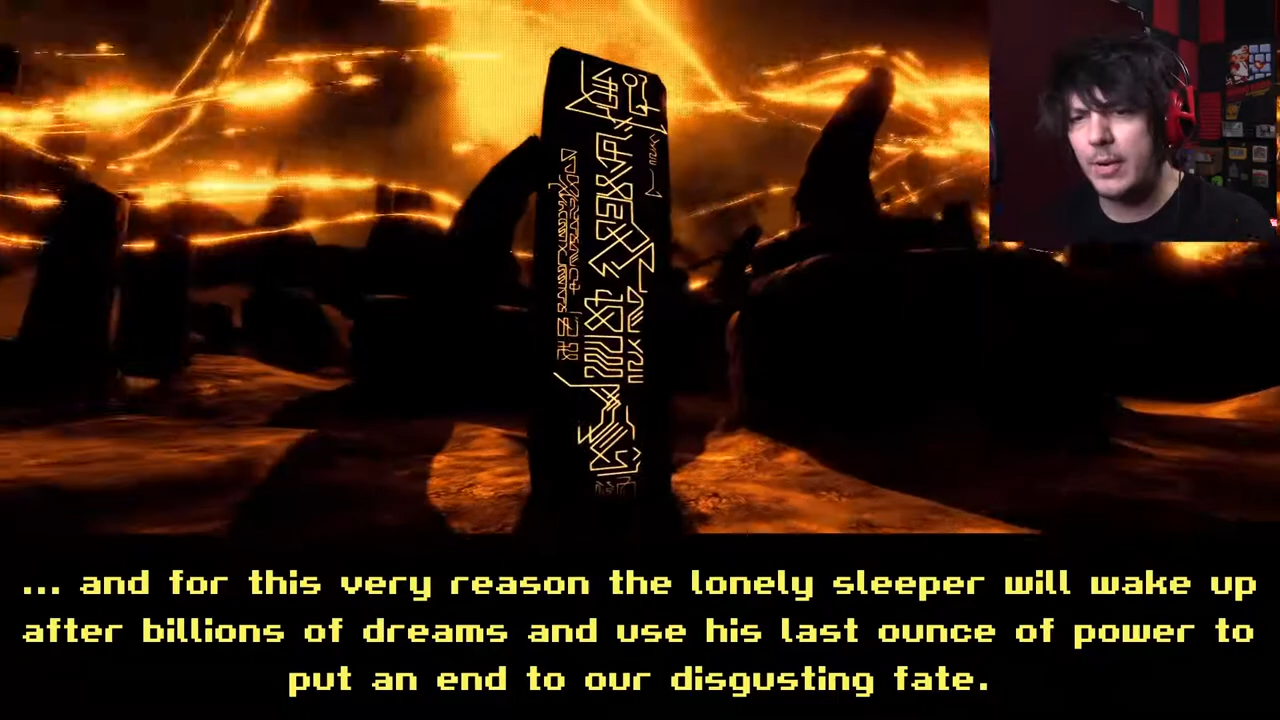 ... and for this very reason the lonely sleeper will wake up
after billions of dreams and use his last ounce of power to
put an end to our disgusting fate.